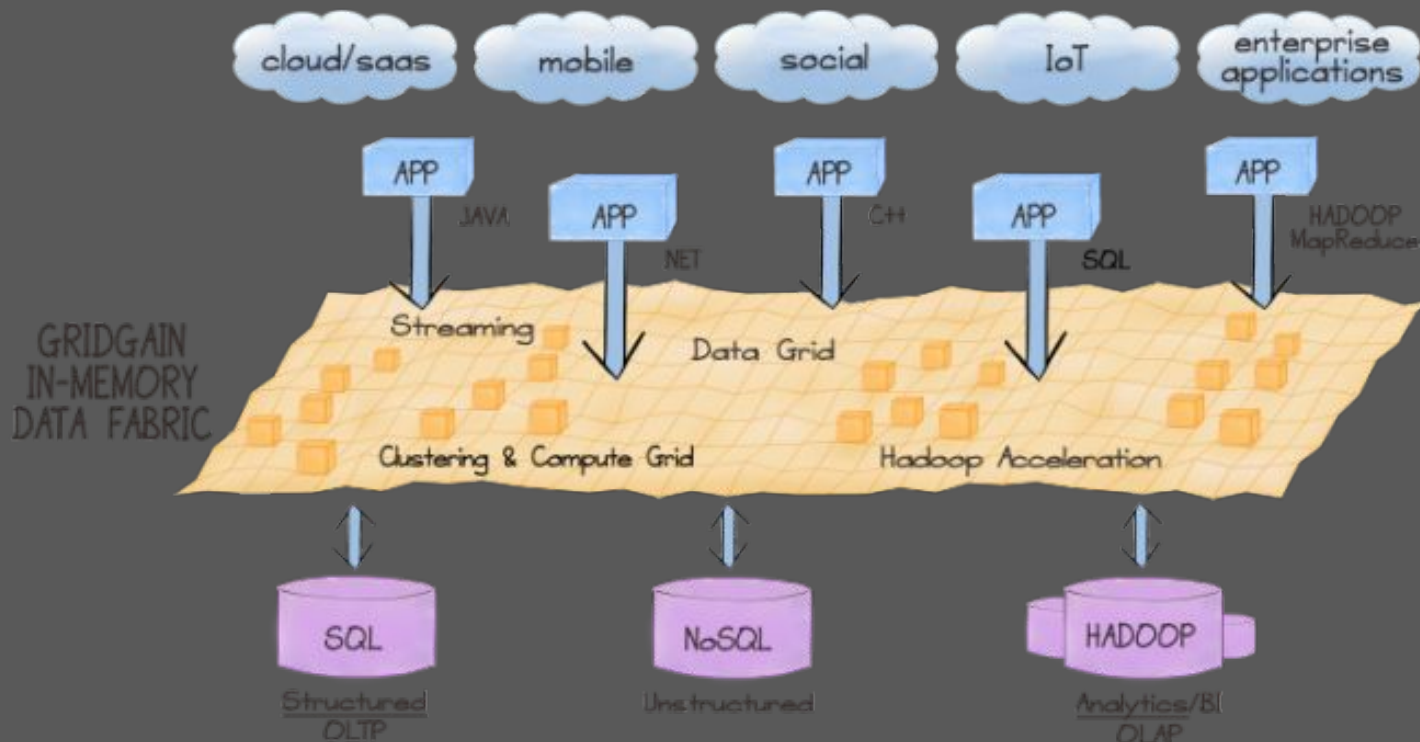 cloud/saas
mobile
social
IoT
enterprise
applications
APP
JAVA
APP
.NET
APP
C++
APP
SQL
APP
HADOOP
MapReduce
GRIDGAIN
IN-MEMORY
DATA FABRIC
Streaming
Data Grid
Clustering & Compute Grid
Hadoop Acceleration
SQL
Structured
OLTP
NoSQL
Unstructured
HADOOP
Analytics/BI
OLAP